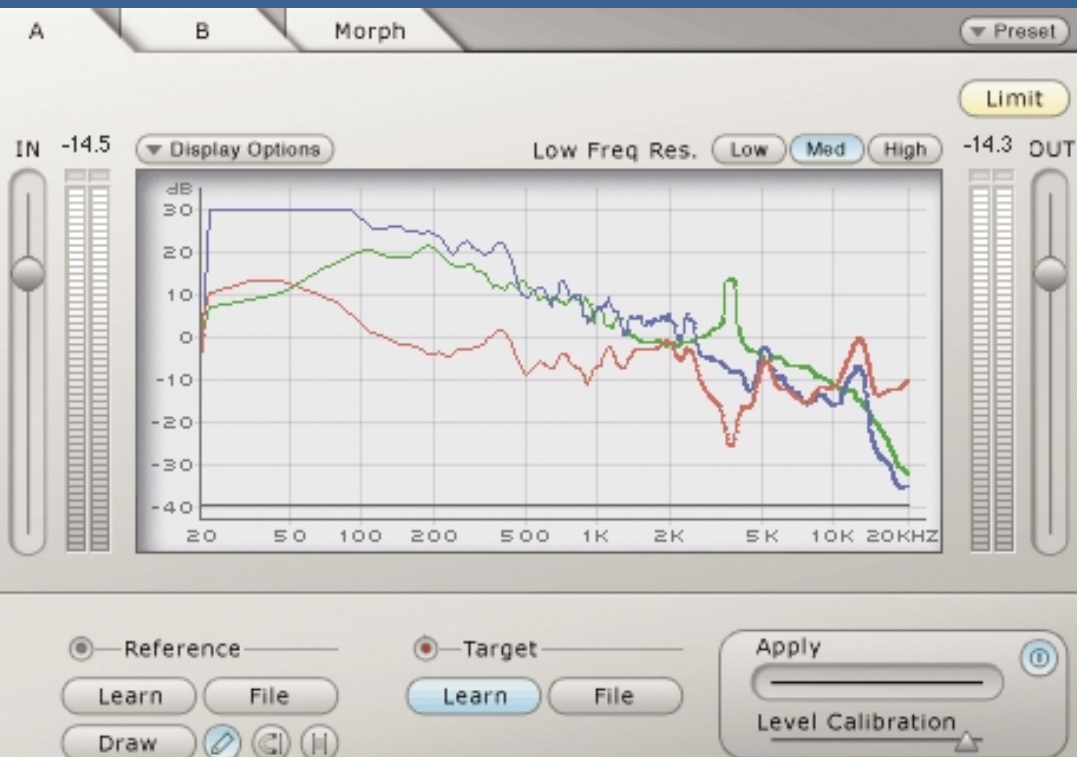 A B Morph Preset
Limit
IN -14.5 Display Options Low Freq Res. Low Med High -14.3 OUT
dB
30
20
10
0
-10
-20
-30
-40
20 50 100 200 500 1K 2K 5K 10K 20KHZ
Reference Target Apply
Learn File Learn File
Level Calibration
Draw